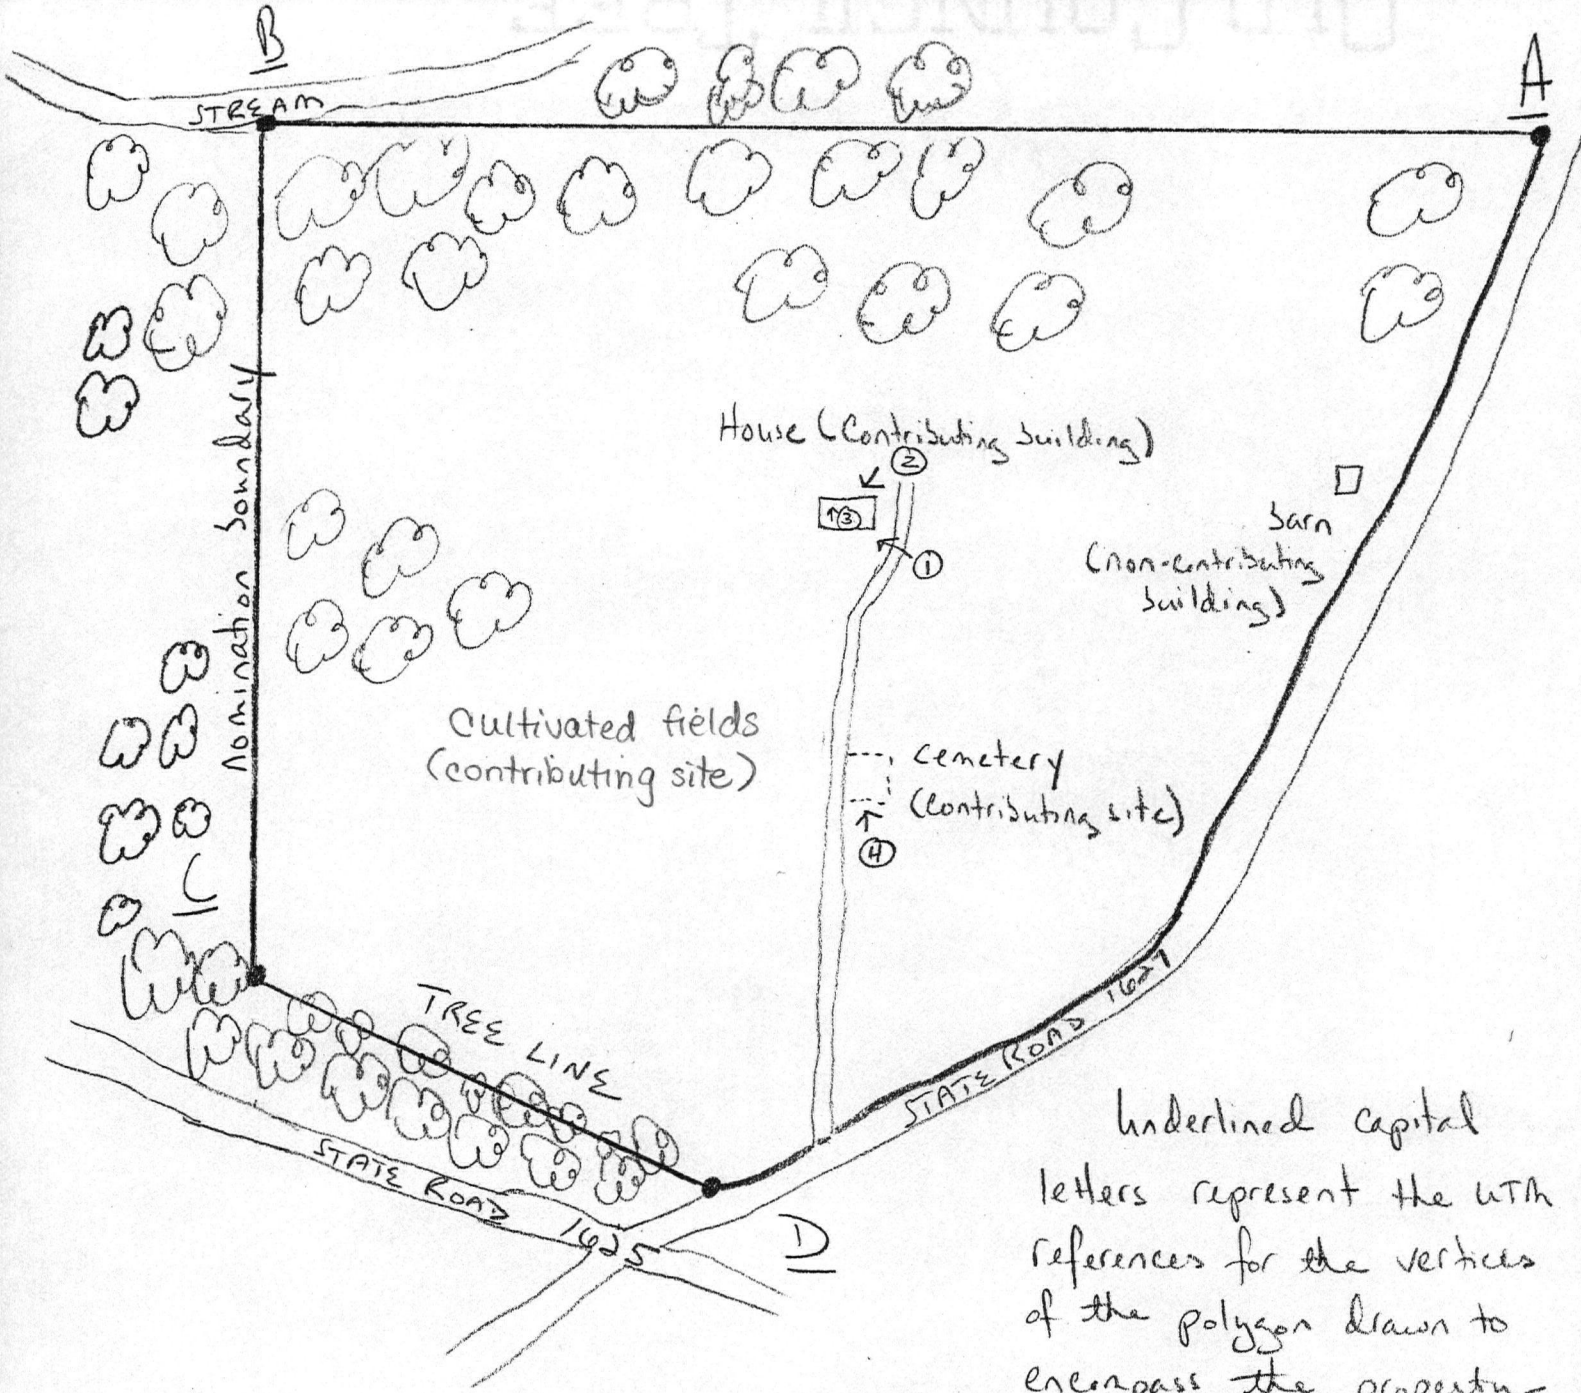 B
A
STREAM
nomination boundary
House (Contributing building)
2
3
1
barn
(non-contributing
building)
Cultivated fields
(contributing site)
cemetery
(contributing site)
4
C
TREE LINE
STATE ROAD 1627
STATE ROAD 1625
D
Underlined capital
letters represent the UTM
references for the vertices
of the polygon drawn to
encompass the property